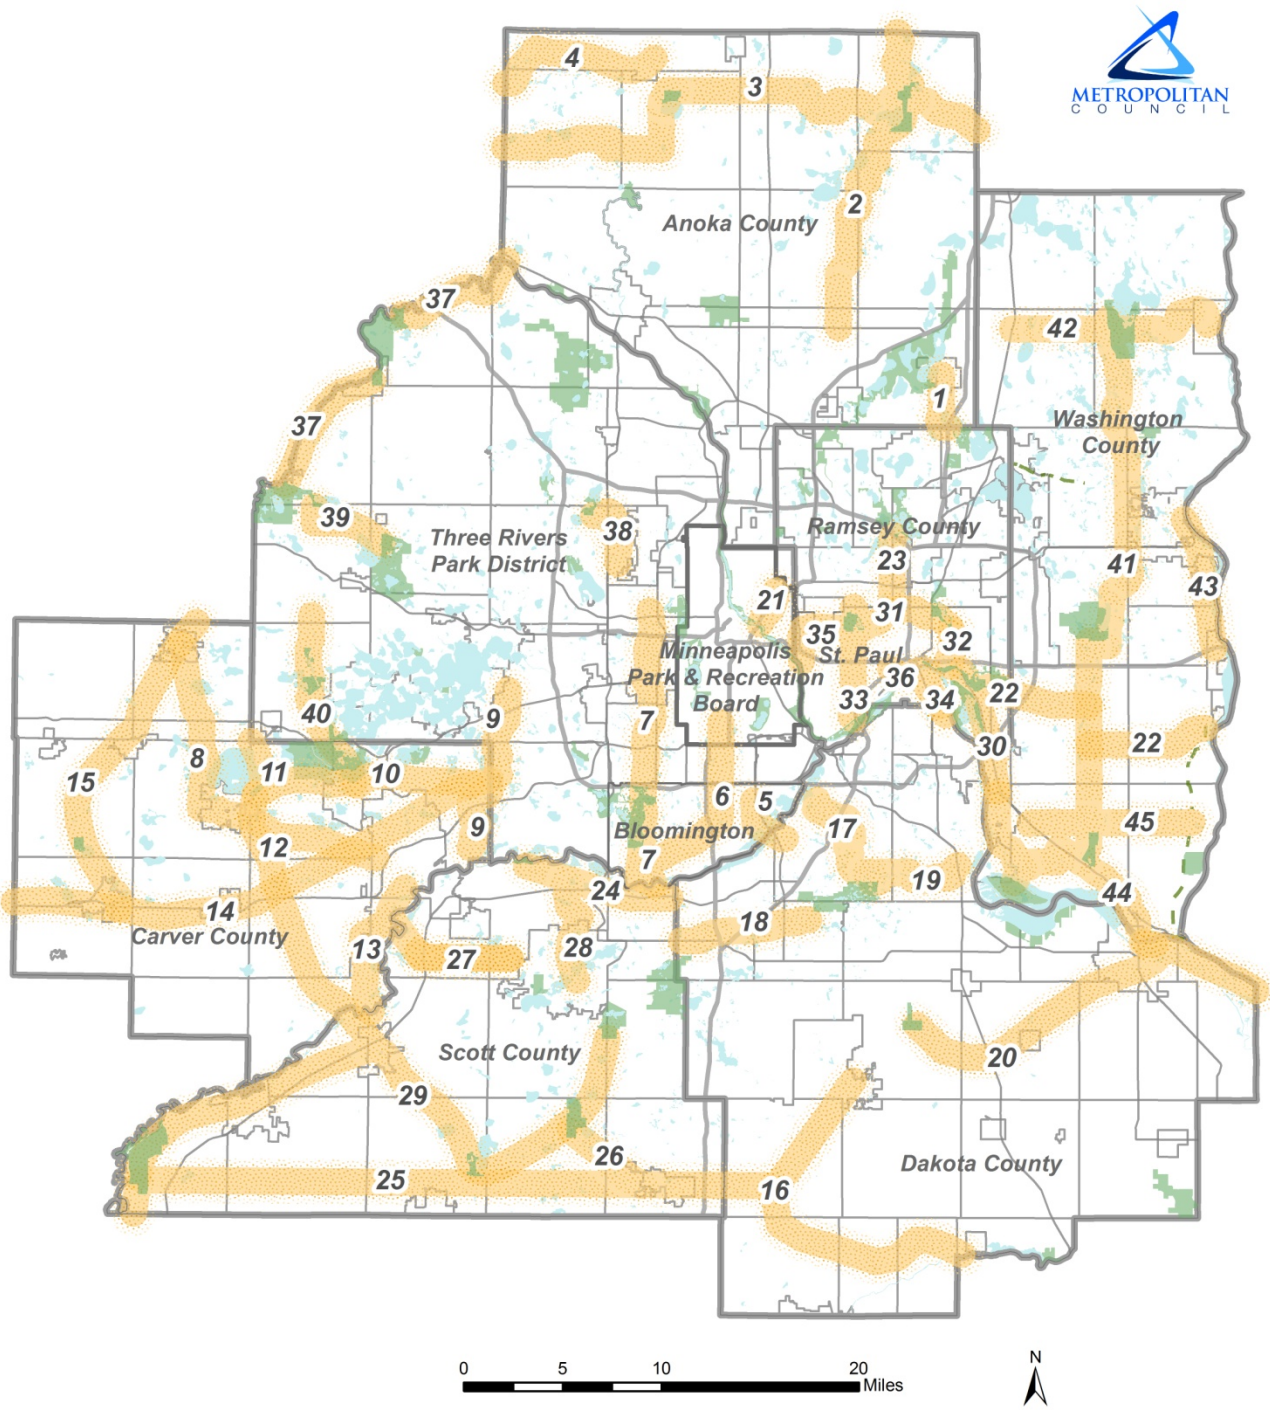 METROPOLITAN
COUNCIL
4
3
2
Anoka County
37
42
1
37
Washington
County
39
38
Three Rivers
Park District
Ramsey County
23
41
43
21
31
35
32
Minneapolis
Park & Recreation
Board
St. Paul
36
22
34
33
40
9
7
30
22
8
11
10
15
6
5
9
12
Bloomington
17
45
7
24
19
44
14
18
Carver County
13
27
28
Scott County
20
29
26
25
16
Dakota County
0 5 10 20
Miles
N